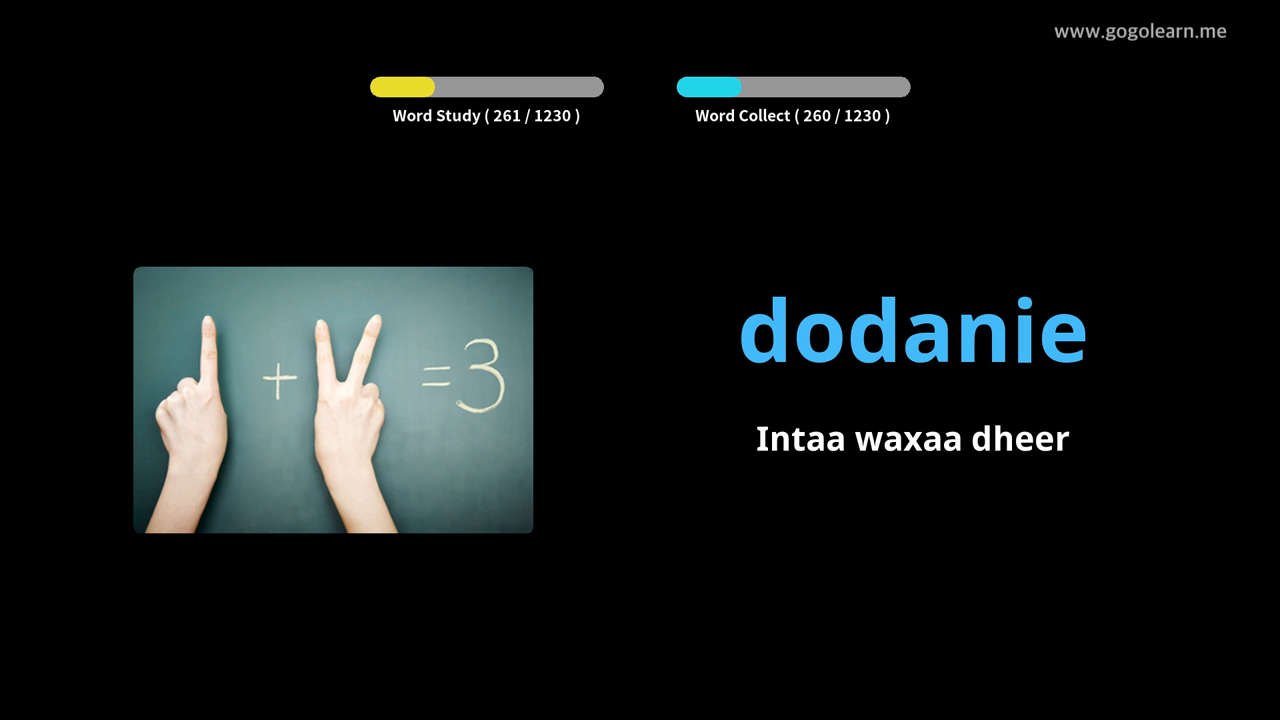 www.gogolearn.me
Word Study ( 261 / 1230 )
Word Collect ( 260 / 1230 )
+ =3
dodanie
Intaa waxaa dheer